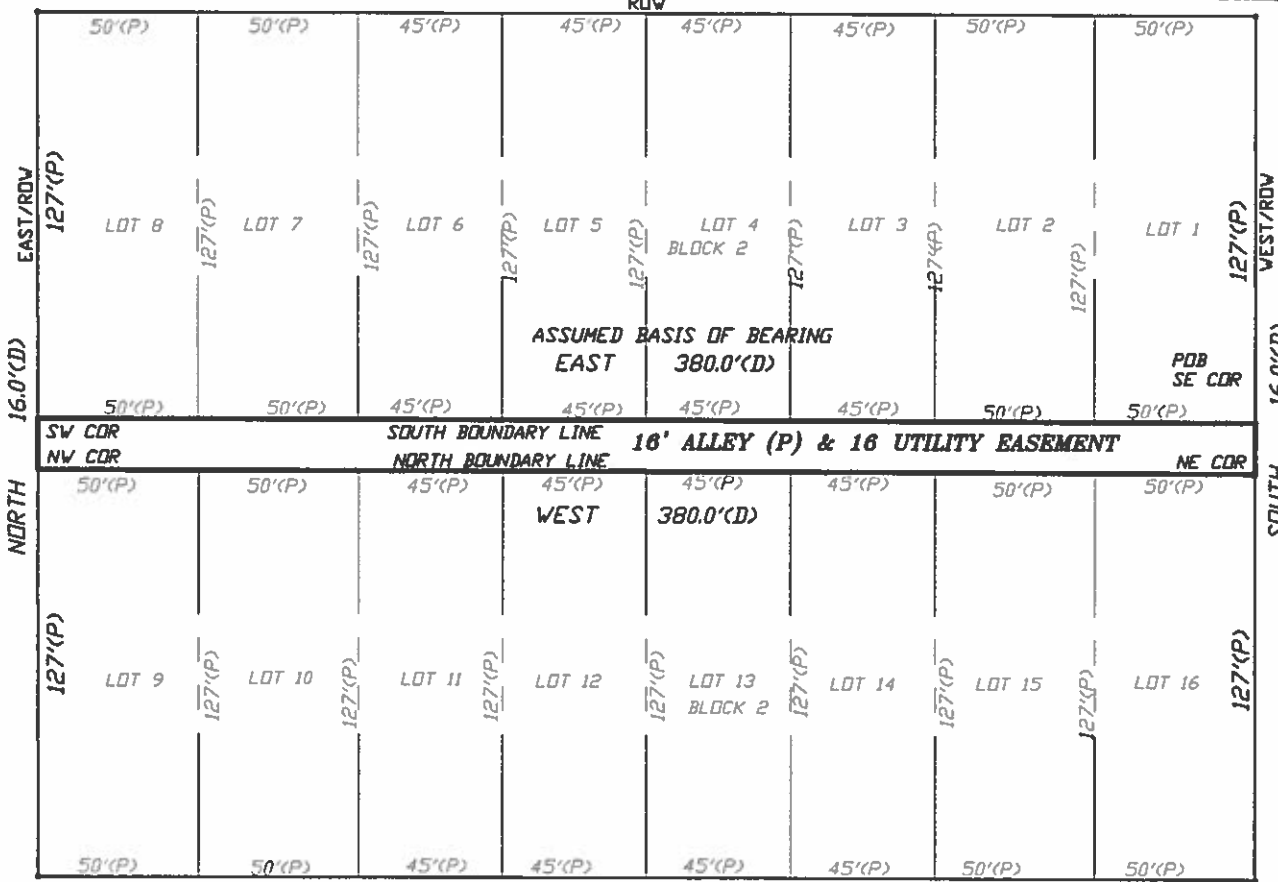 ROW
50'(P) 50'(P) 45'(P) 45'(P) 45'(P) 45'(P) 50'(P) 50'(P)
EAST/ROW
127'(P)
LOT 8
127'(P)
LOT 7
127'(P)
LOT 6
127'(P)
LOT 5
127'(P)
LOT 4
BLOCK 2
127'(P)
LOT 3
127'(P)
LOT 2
127'(P)
LOT 1
127'(P)
WEST/ROW
ASSUMED BASIS OF BEARING
EAST 380.0'(D)
POB
SE COR
16.0'(D)
16.0'(D)
50'(P) 50'(P) 45'(P) 45'(P) 45'(P) 45'(P) 50'(P) 50'(P)
SW COR
NW COR
SOUTH BOUNDARY LINE
NORTH BOUNDARY LINE
16' ALLEY (P) & 16 UTILITY EASEMENT
NE COR
50'(P) 50'(P) 45'(P) 45'(P) 45'(P) 45'(P) 50'(P) 50'(P)
WEST 380.0'(D)
NORTH
SOUTH
127'(P)
LOT 9
127'(P)
LOT 10
127'(P)
LOT 11
127'(P)
LOT 12
127'(P)
LOT 13
BLOCK 2
127'(P)
LOT 14
127'(P)
LOT 15
127'(P)
LOT 16
127'(P)
50'(P) 50'(P) 45'(P) 45'(P) 45'(P) 45'(P) 50'(P) 50'(P)